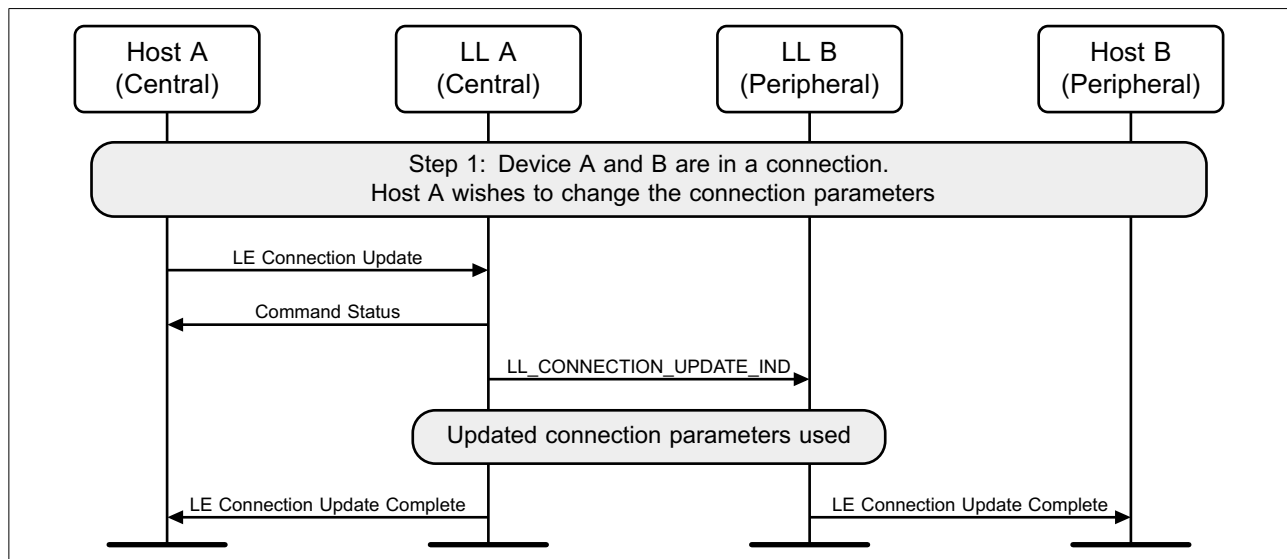 Host A
(Central)
LL A
(Central)
LL B
(Peripheral)
Host B
(Peripheral)
Step 1: Device A and B are in a connection.
Host A wishes to change the connection parameters
LE Connection Update
Command Status
LL_CONNECTION_UPDATE_IND
Updated connection parameters used
LE Connection Update Complete
LE Connection Update Complete